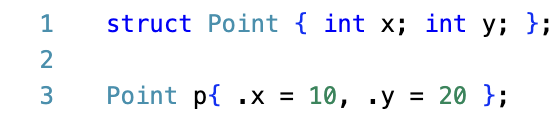 1 struct Point { int x; int y; };
2
3 Point p{ .x = 10, .y = 20 };